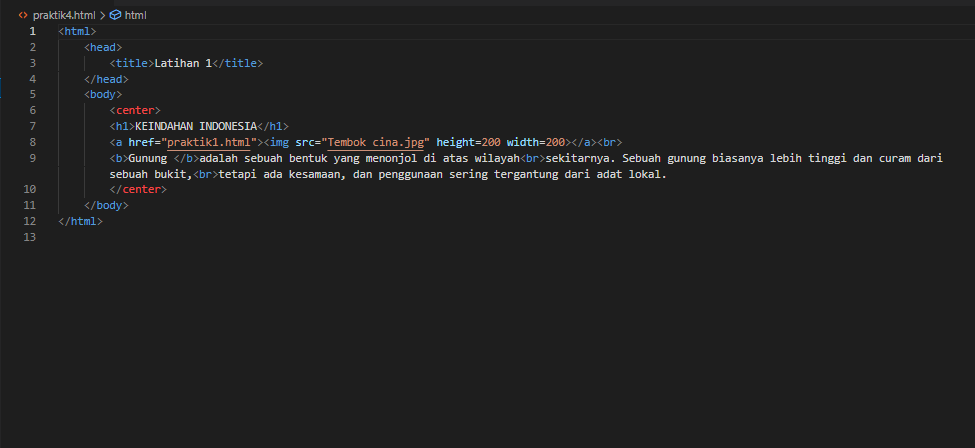 praktik4.html > html
1 <html>
2 <head>
3 <title>Latihan 1</title>
4 </head>
5 <body>
6 <center>
7 <h1>KEINDAHAN INDONESIA</h1>
8 <a href="praktik1.html"><img src="Tembok cina.jpg" height=200 width=200></a><br>
9 <b>Gunung </b>adalah sebuah bentuk yang menonjol di atas wilayah<br>sekitarnya. Sebuah gunung biasanya lebih tinggi dan curam dari
sebuah bukit,<br>tetapi ada kesamaan, dan penggunaan sering tergantung dari adat lokal.
10 </center>
11 </body>
12 </html>
13